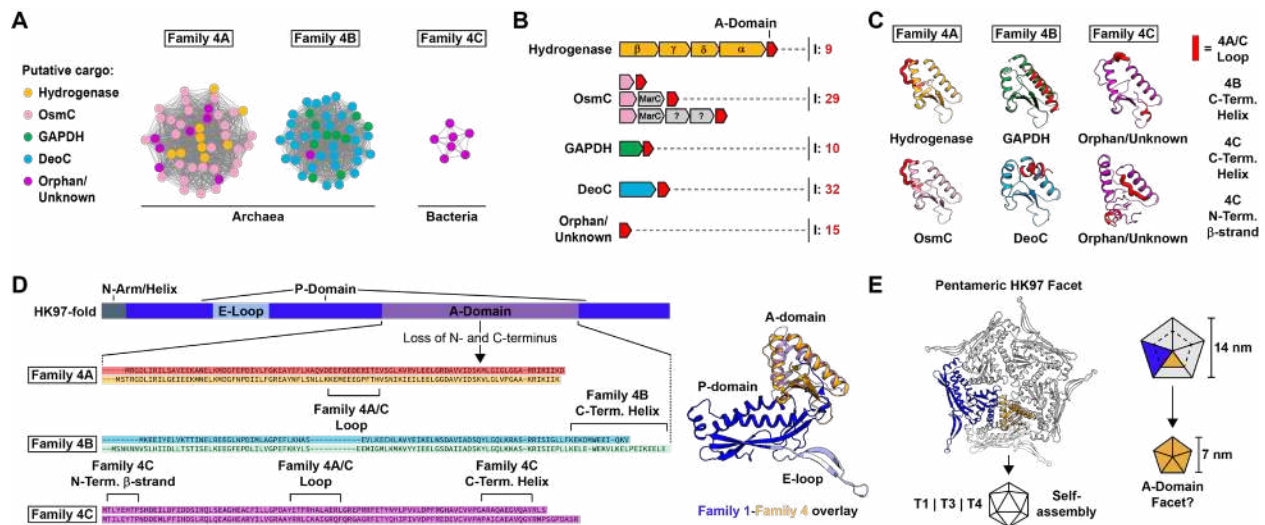 A
Family 4A
Family 4B
Family 4C
Putative cargo:
Hydrogenase
OsmC
GAPDH
DeoC
Orphan/
Unknown
Archaea
Bacteria
B
A-Domain
Hydrogenase
β
γ
δ
α
I: 9
OsmC
MarC
MarC
?
?
I: 29
GAPDH
I: 10
DeoC
I: 32
Orphan/
Unknown
I: 15
C
Family 4A
Family 4B
Family 4C
= 4A/C
Loop
4B
C-Term.
Helix
4C
C-Term.
Helix
4C
N-Term.
β-strand
Hydrogenase
GAPDH
Orphan/Unknown
OsmC
DeoC
Orphan/Unknown
D
N-Arm/Helix
P-Domain
HK97-fold
E-Loop
A-Domain
Loss of N- and C-terminus
Family 4A
Family 4A/C
Loop
Family 4B
C-Term. Helix
Family 4B
Family 4C
N-Term. β-strand
Family 4A/C
Loop
Family 4C
C-Term. Helix
Family 4C
A-domain
P-domain
E-loop
Family 1-Family 4 overlay
E
Pentameric HK97 Facet
14 nm
7 nm
A-Domain
Facet?
T1 | T3 | T4
Self-
assembly